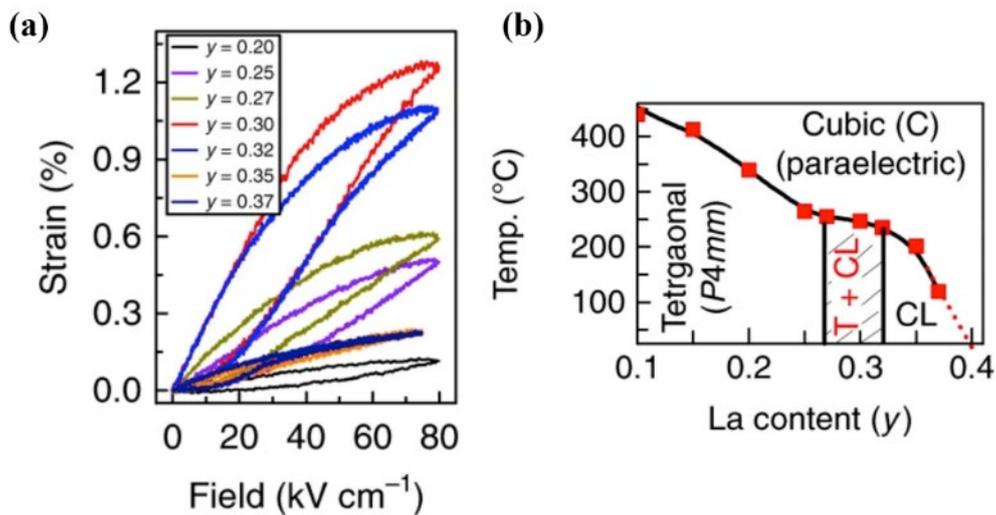 (a)
y = 0.20
y = 0.25
y = 0.27
y = 0.30
y = 0.32
y = 0.35
y = 0.37
1.2
0.9
0.6
0.3
0.0
Strain (%)
0 20 40 60 80
Field (kV cm⁻¹)
(b)
400
300
200
100
Temp. (°C)
Cubic (C)
(paraelectric)
Tetrgaonal
(P4mm)
T + CL
CL
0.1 0.2 0.3 0.4
La content (y)